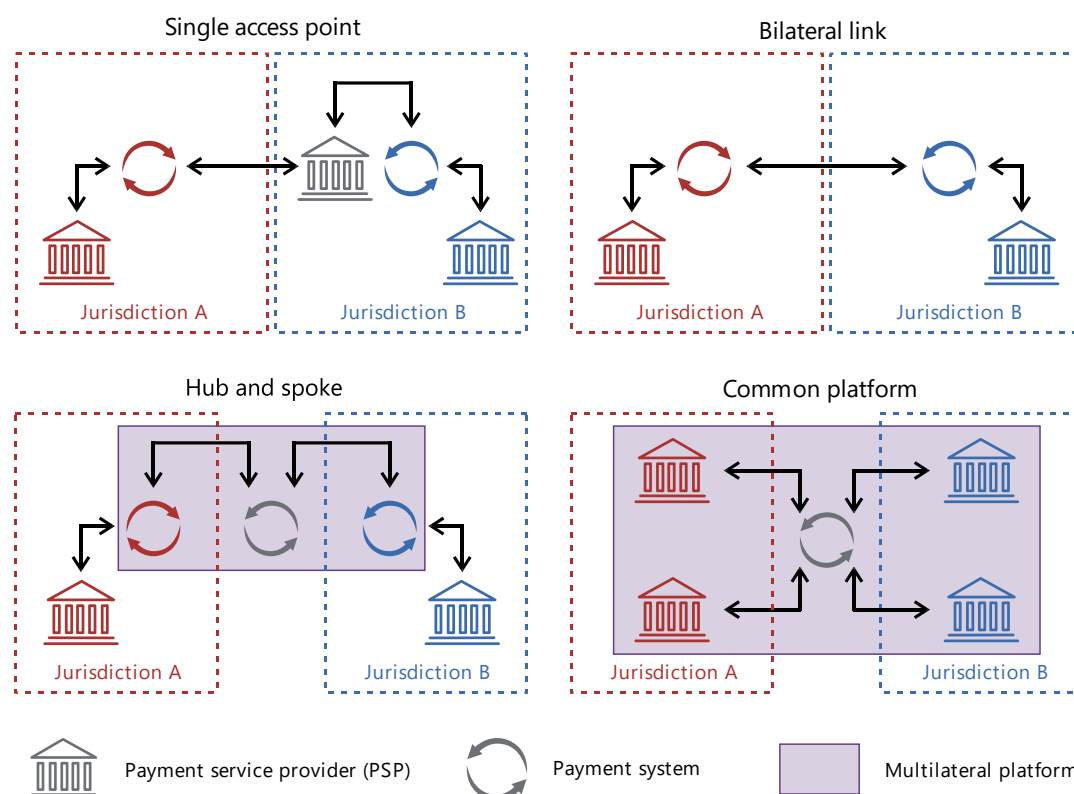 Single access point
Bilateral link
Jurisdiction A
Jurisdiction B
Jurisdiction A
Jurisdiction B
Hub and spoke
Common platform
Jurisdiction A
Jurisdiction B
Jurisdiction A
Jurisdiction B
Payment service provider (PSP)
Payment system
Multilateral platform